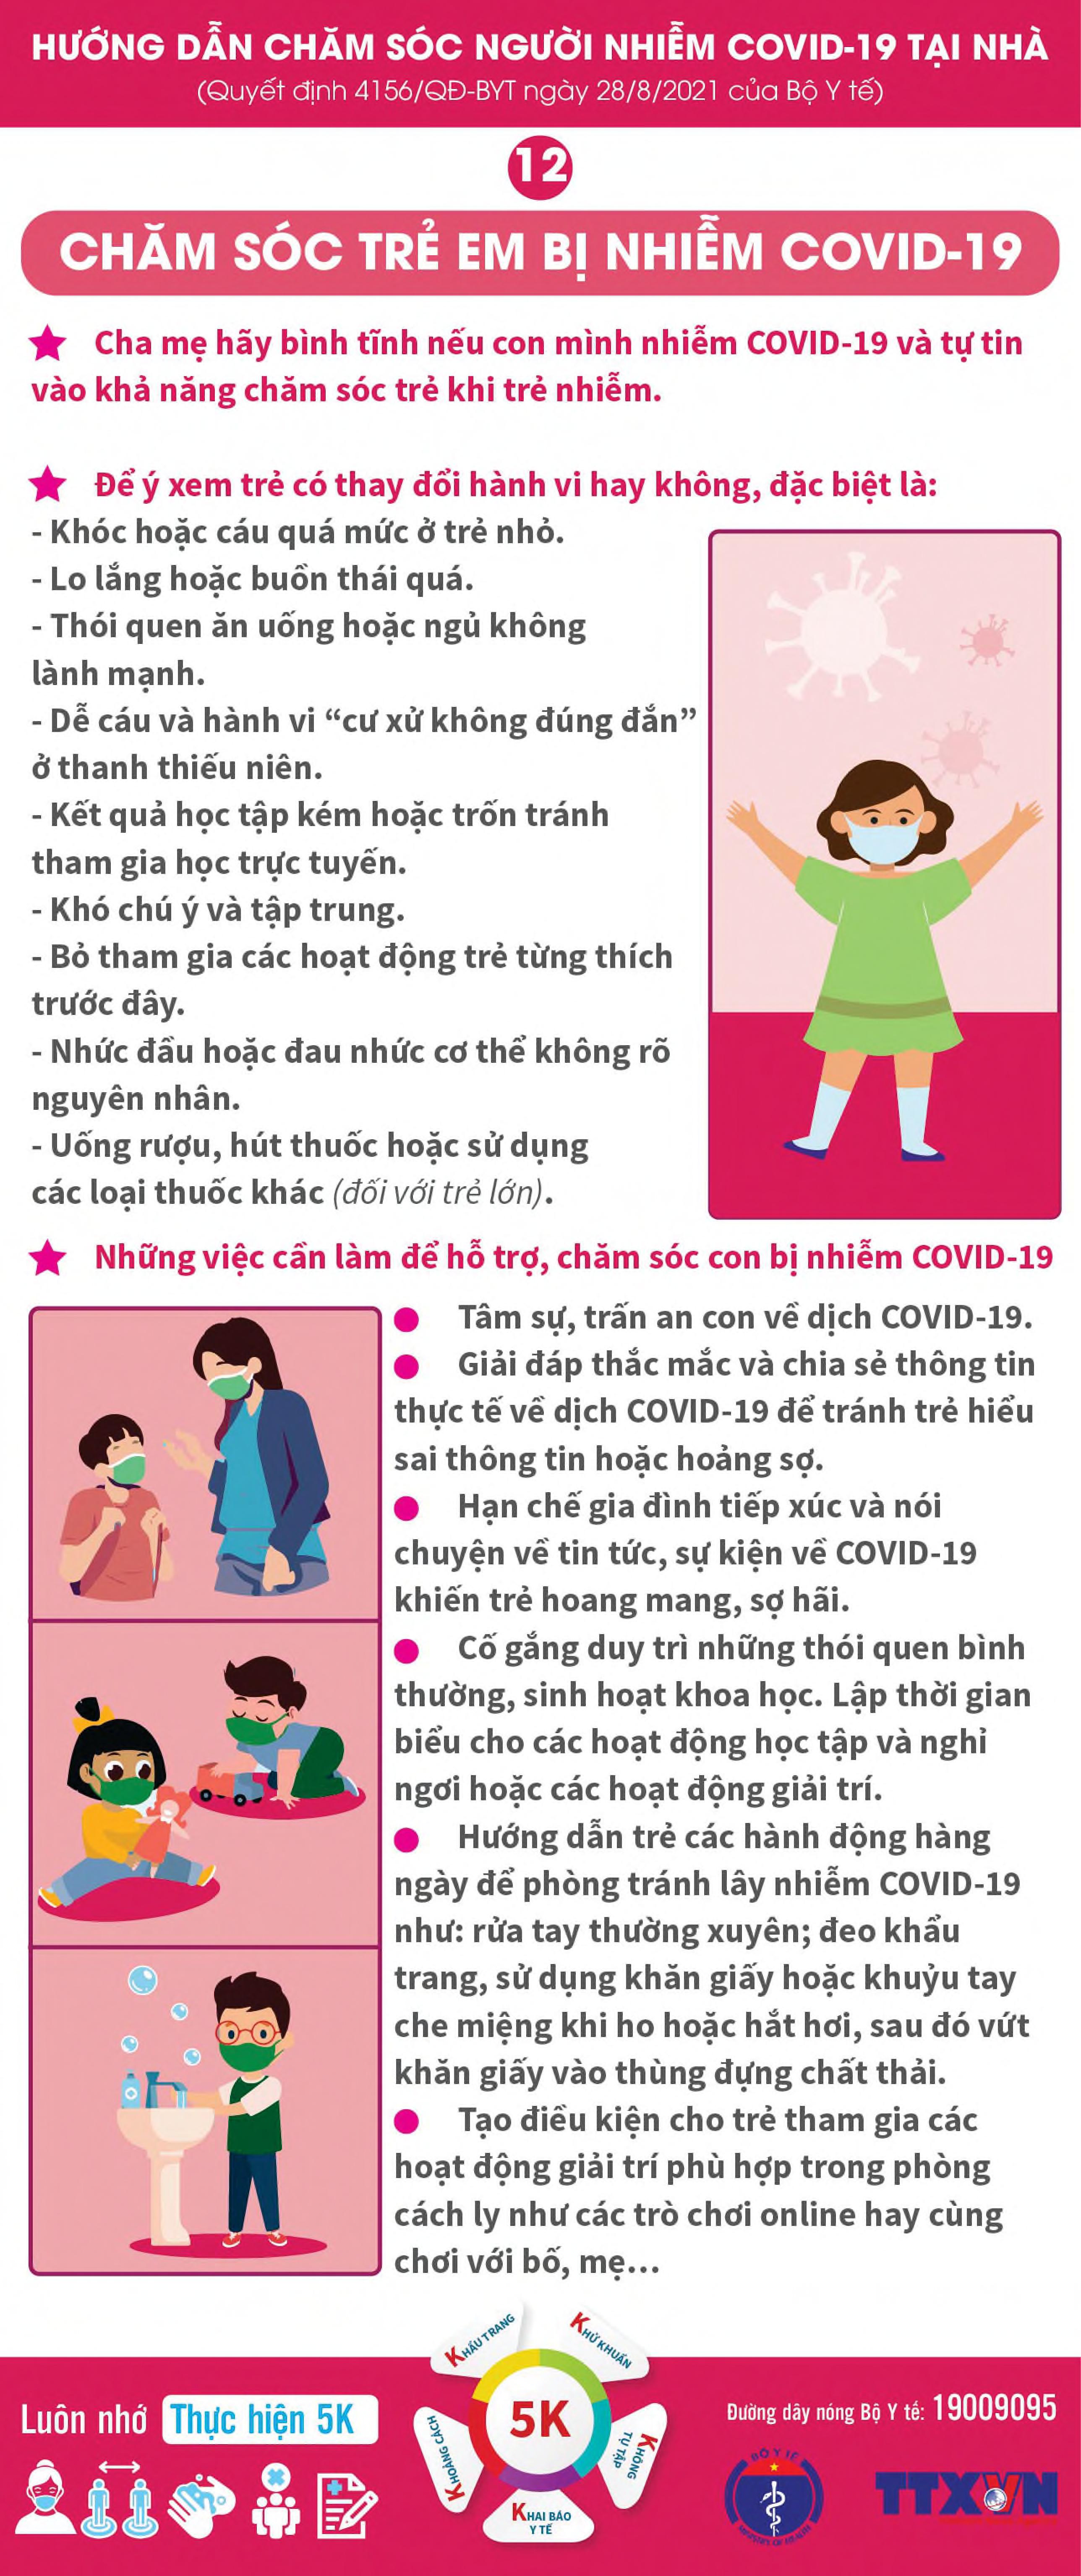 HƯỚNG DẪN CHĂM SÓC NGƯỜI NHIỄM COVID-19 TẠI NHÀ
(Quyết định 4156/QĐ-BYT ngày 28/8/2021 của Bộ Y tế)
12
CHĂM SÓC TRẺ EM BỊ NHIỄM COVID-19
Cha mẹ hãy bình tĩnh nếu con mình nhiễm COVID-19 và tự tin
vào khả năng chăm sóc trẻ khi trẻ nhiễm.
Để ý xem trẻ có thay đổi hành vi hay không, đặc biệt là:
- Khóc hoặc cáu quá mức ở trẻ nhỏ.
- Lo lắng hoặc buồn thái quá.
- Thói quen ăn uống hoặc ngủ không
lành mạnh.
- Dễ cáu và hành vi “cư xử không đúng đắn”
ở thanh thiếu niên.
- Kết quả học tập kém hoặc trốn tránh
tham gia học trực tuyến.
- Khó chú ý và tập trung.
- Bỏ tham gia các hoạt động trẻ từng thích
trước đây.
- Nhức đầu hoặc đau nhức cơ thể không rõ
nguyên nhân.
- Uống rượu, hút thuốc hoặc sử dụng
các loại thuốc khác (đối với trẻ lớn).
Những việc cần làm để hỗ trợ, chăm sóc con bị nhiễm COVID-19
Tâm sự, trấn an con về dịch COVID-19.
Giải đáp thắc mắc và chia sẻ thông tin
thực tế về dịch COVID-19 để tránh trẻ hiểu
sai thông tin hoặc hoảng sợ.
Hạn chế gia đình tiếp xúc và nói
chuyện về tin tức, sự kiện về COVID-19
khiến trẻ hoang mang, sợ hãi.
Cố gắng duy trì những thói quen bình
thường, sinh hoạt khoa học. Lập thời gian
biểu cho các hoạt động học tập và nghỉ
ngơi hoặc các hoạt động giải trí.
Hướng dẫn trẻ các hành động hàng
ngày để phòng tránh lây nhiễm COVID-19
như: rửa tay thường xuyên; đeo khẩu
trang, sử dụng khăn giấy hoặc khuỷu tay
che miệng khi ho hoặc hắt hơi, sau đó vứt
khăn giấy vào thùng đựng chất thải.
Tạo điều kiện cho trẻ tham gia các
hoạt động giải trí phù hợp trong phòng
cách ly như các trò chơi online hay cùng
chơi với bố, mẹ...
Luôn nhớ Thực hiện 5K
KHẨU TRANG
KHỬ KHUẨN
KHOẢNG CÁCH
5K
KHÔNG
TỤ TẬP
KHAI BÁO
Y TẾ
Đường dây nóng Bộ Y tế: 19009095
BỘ Y TẾ
MINISTRY OF HEALTH
TTXVN